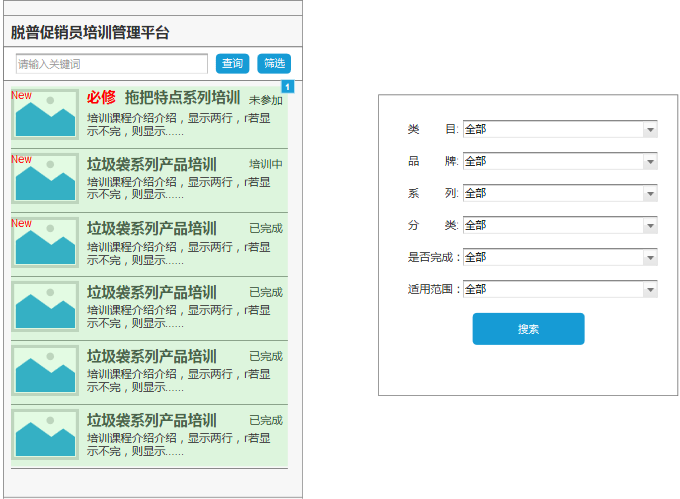 脱普促销员培训管理平台
请输入关键词 查询 筛选
1
New 必修 拖把特点系列培训 未参加
培训课程介绍介绍，显示两行，r若显
示不完，则显示......
New 垃圾袋系列产品培训 培训中
培训课程介绍介绍，显示两行，r若显
示不完，则显示......
New 垃圾袋系列产品培训 已完成
培训课程介绍介绍，显示两行，r若显
示不完，则显示......
垃圾袋系列产品培训 已完成
培训课程介绍介绍，显示两行，r若显
示不完，则显示......
垃圾袋系列产品培训 已完成
培训课程介绍介绍，显示两行，r若显
示不完，则显示......
垃圾袋系列产品培训 已完成
培训课程介绍介绍，显示两行，r若显
示不完，则显示......
类 目: 全部
品 牌: 全部
系 列: 全部
分 类: 全部
是否完成： 全部
适用范围： 全部
搜索